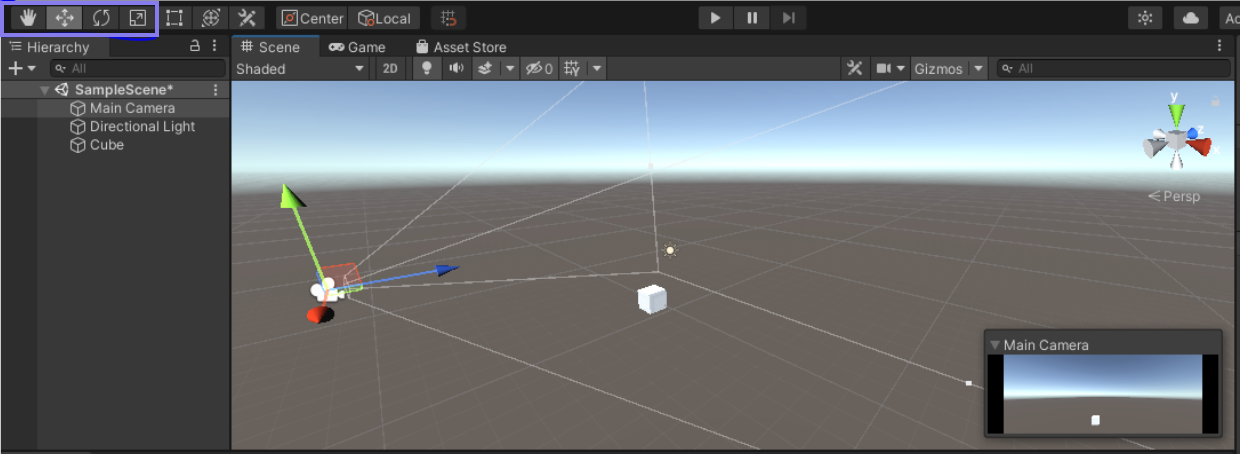 Center Local Ac
Hierarchy
Scene Game Asset Store
All
Shaded 2D 0 Gizmos All
SampleScene*
Main Camera
Directional Light
Cube
y
z
x
Persp
Main Camera